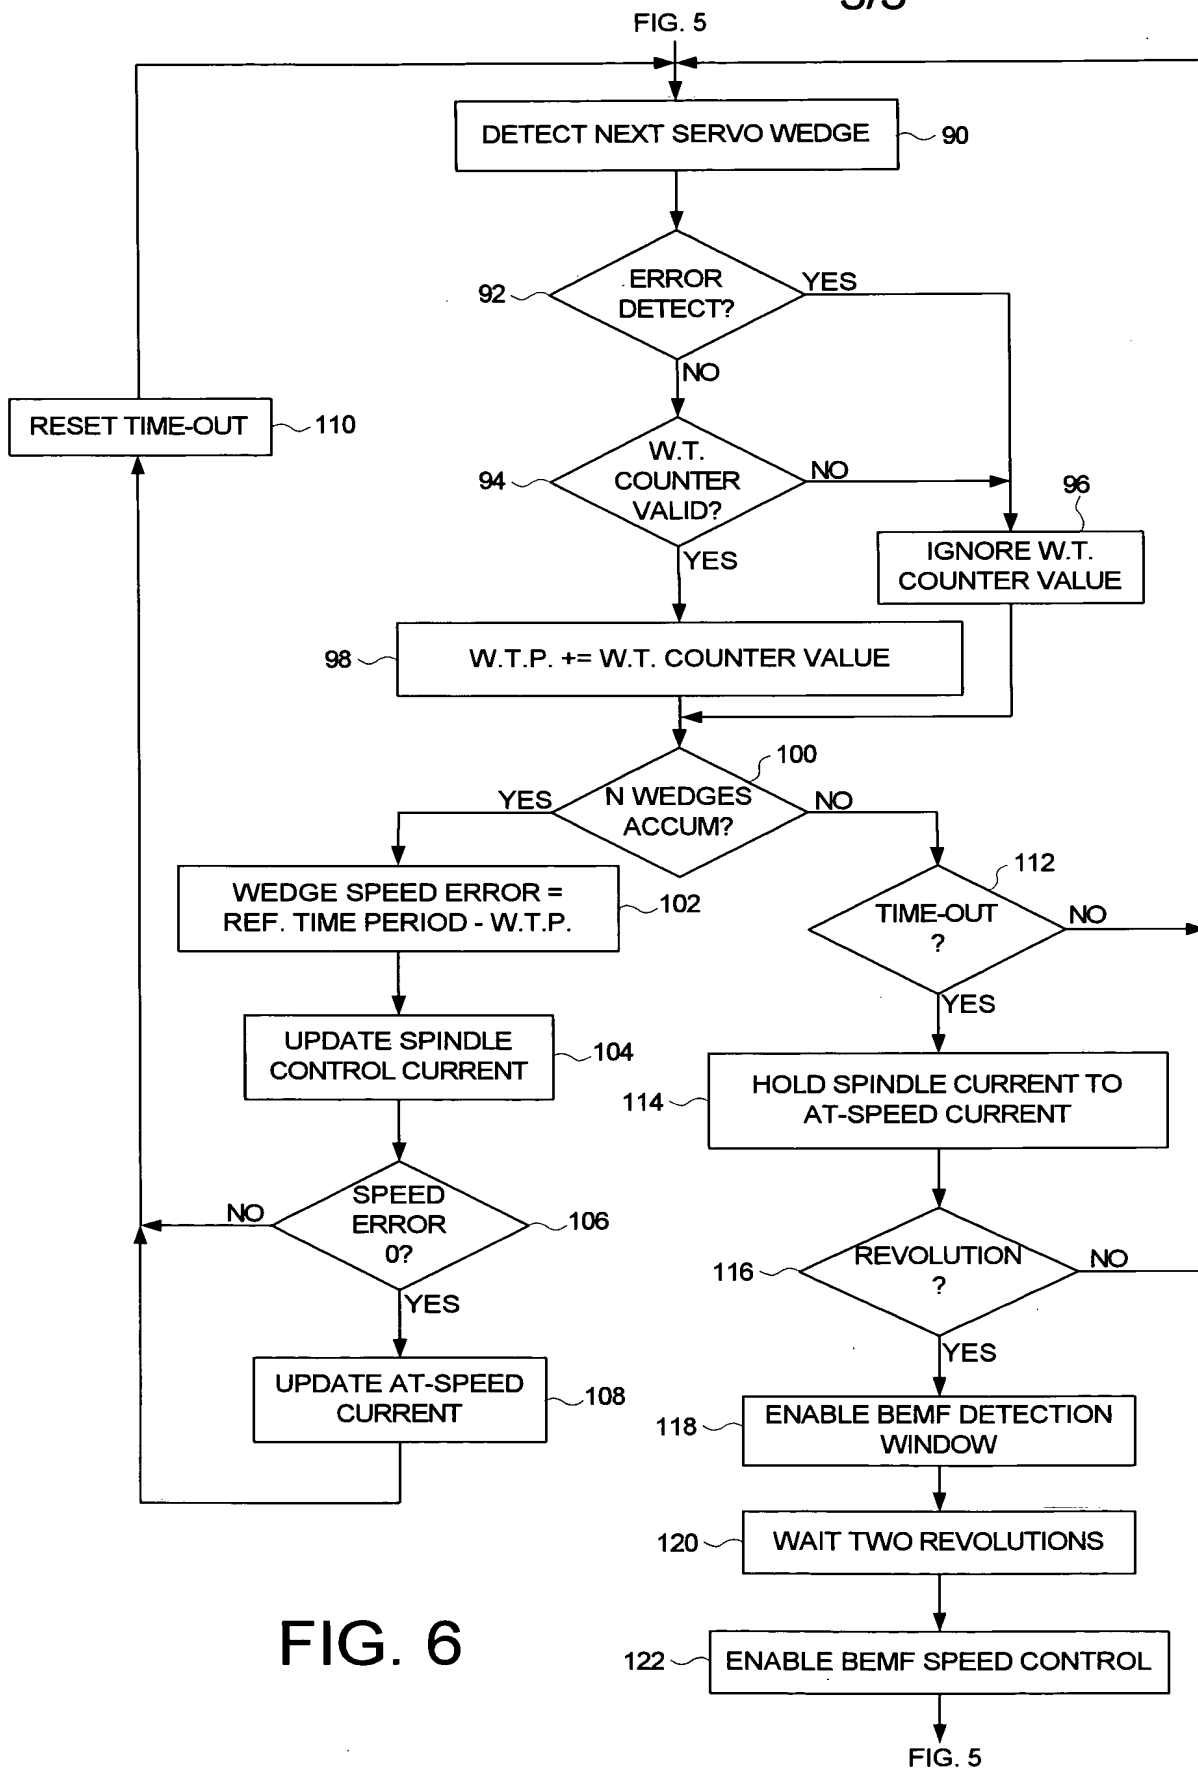 FIG. 5
DETECT NEXT SERVO WEDGE
90
ERROR
DETECT?
92
YES
NO
RESET TIME-OUT
110
W.T.
COUNTER
VALID?
94
NO
YES
96
IGNORE W.T.
COUNTER VALUE
98
W.T.P. += W.T. COUNTER VALUE
100
N WEDGES
ACCUM?
YES
NO
WEDGE SPEED ERROR =
REF. TIME PERIOD - W.T.P.
102
112
TIME-OUT
?
NO
YES
UPDATE SPINDLE
CONTROL CURRENT
104
114
HOLD SPINDLE CURRENT TO
AT-SPEED CURRENT
SPEED
ERROR
0?
106
NO
YES
116
REVOLUTION
?
NO
YES
UPDATE AT-SPEED
CURRENT
108
118
ENABLE BEMF DETECTION
WINDOW
120
WAIT TWO REVOLUTIONS
FIG. 6
122
ENABLE BEMF SPEED CONTROL
FIG. 5